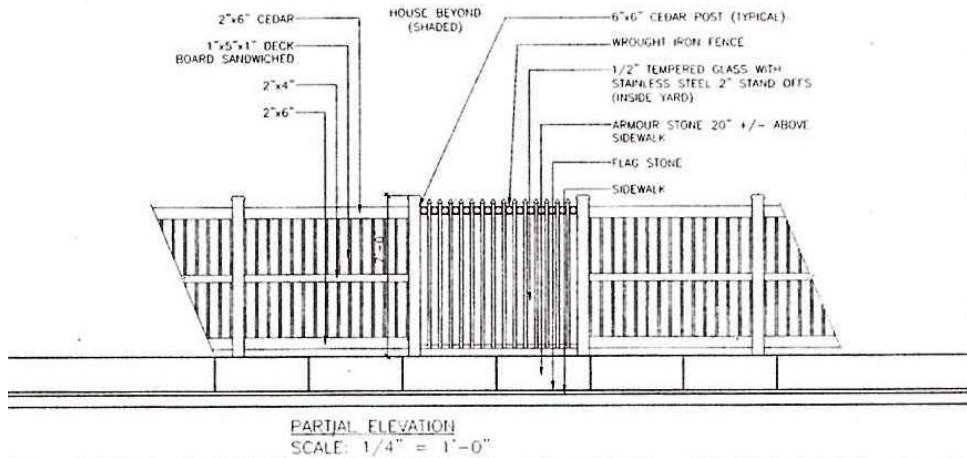 2"x6" CEDAR
1"x5"x1" DECK
BOARD SANDWICHED
2"x4"
2"x6"
HOUSE BEYOND
(SHADED)
6"x6" CEDAR POST (TYPICAL)
WROUGHT IRON FENCE
1/2" TEMPERED GLASS WITH
STAINLESS STEEL 2" STAND OFFS
(INSIDE YARD)
ARMOUR STONE 20" +/- ABOVE
SIDEWALK
FLAG STONE
SIDEWALK
PARTIAL ELEVATION
SCALE: 1/4" = 1'-0"